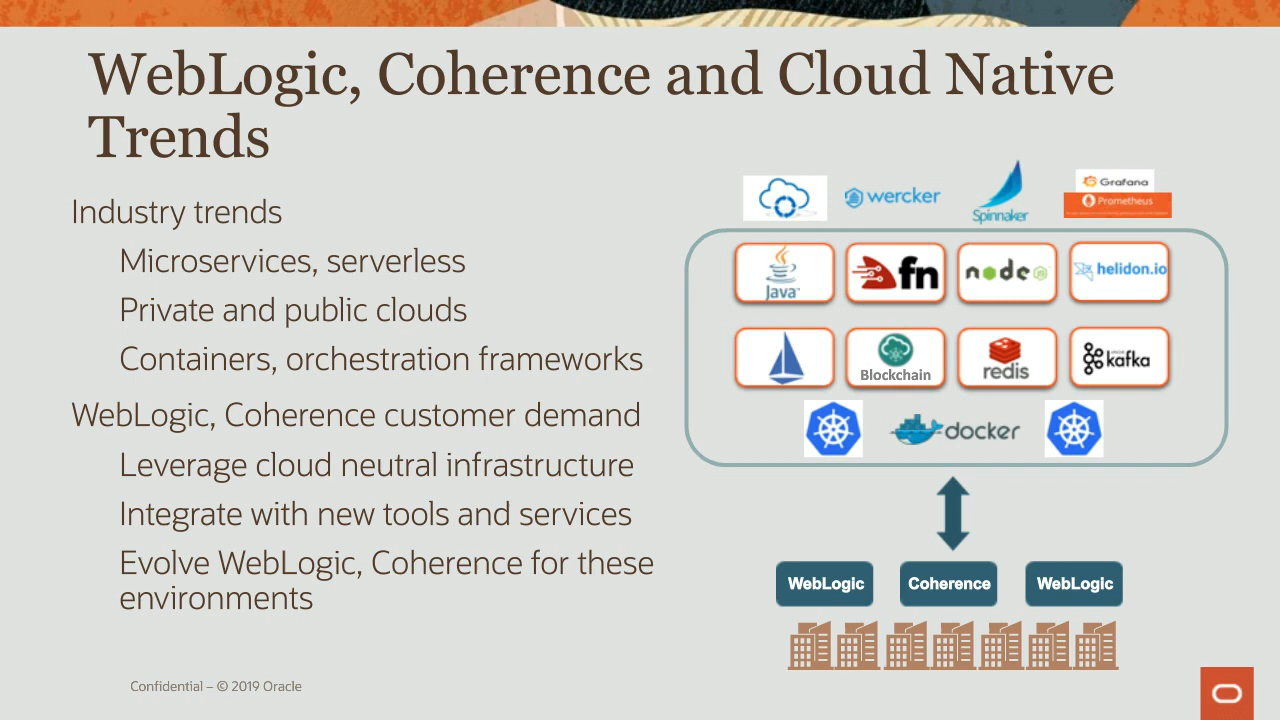 WebLogic, Coherence and Cloud Native
Trends
Industry trends
Microservices, serverless
Private and public clouds
Containers, orchestration frameworks
WebLogic, Coherence customer demand
Leverage cloud neutral infrastructure
Integrate with new tools and services
Evolve WebLogic, Coherence for these
environments
wercker
Spinnaker
Grafana
Prometheus
Java
fn
node
helidon.io
Blockchain
redis
kafka
docker
WebLogic
Coherence
WebLogic
Confidential – © 2019 Oracle